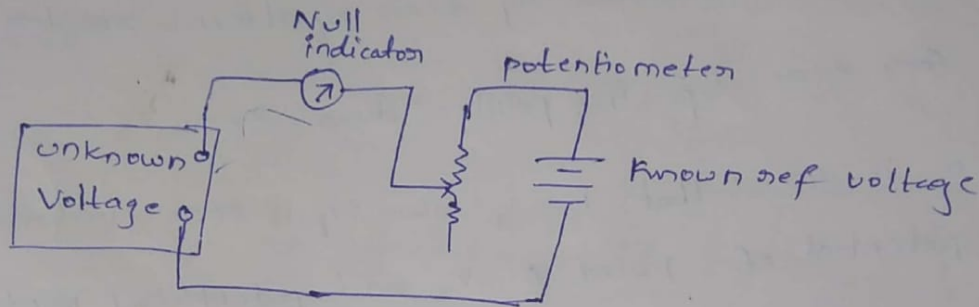 Null
indicator
potentiometer
unknown
Voltage
Known ref voltage